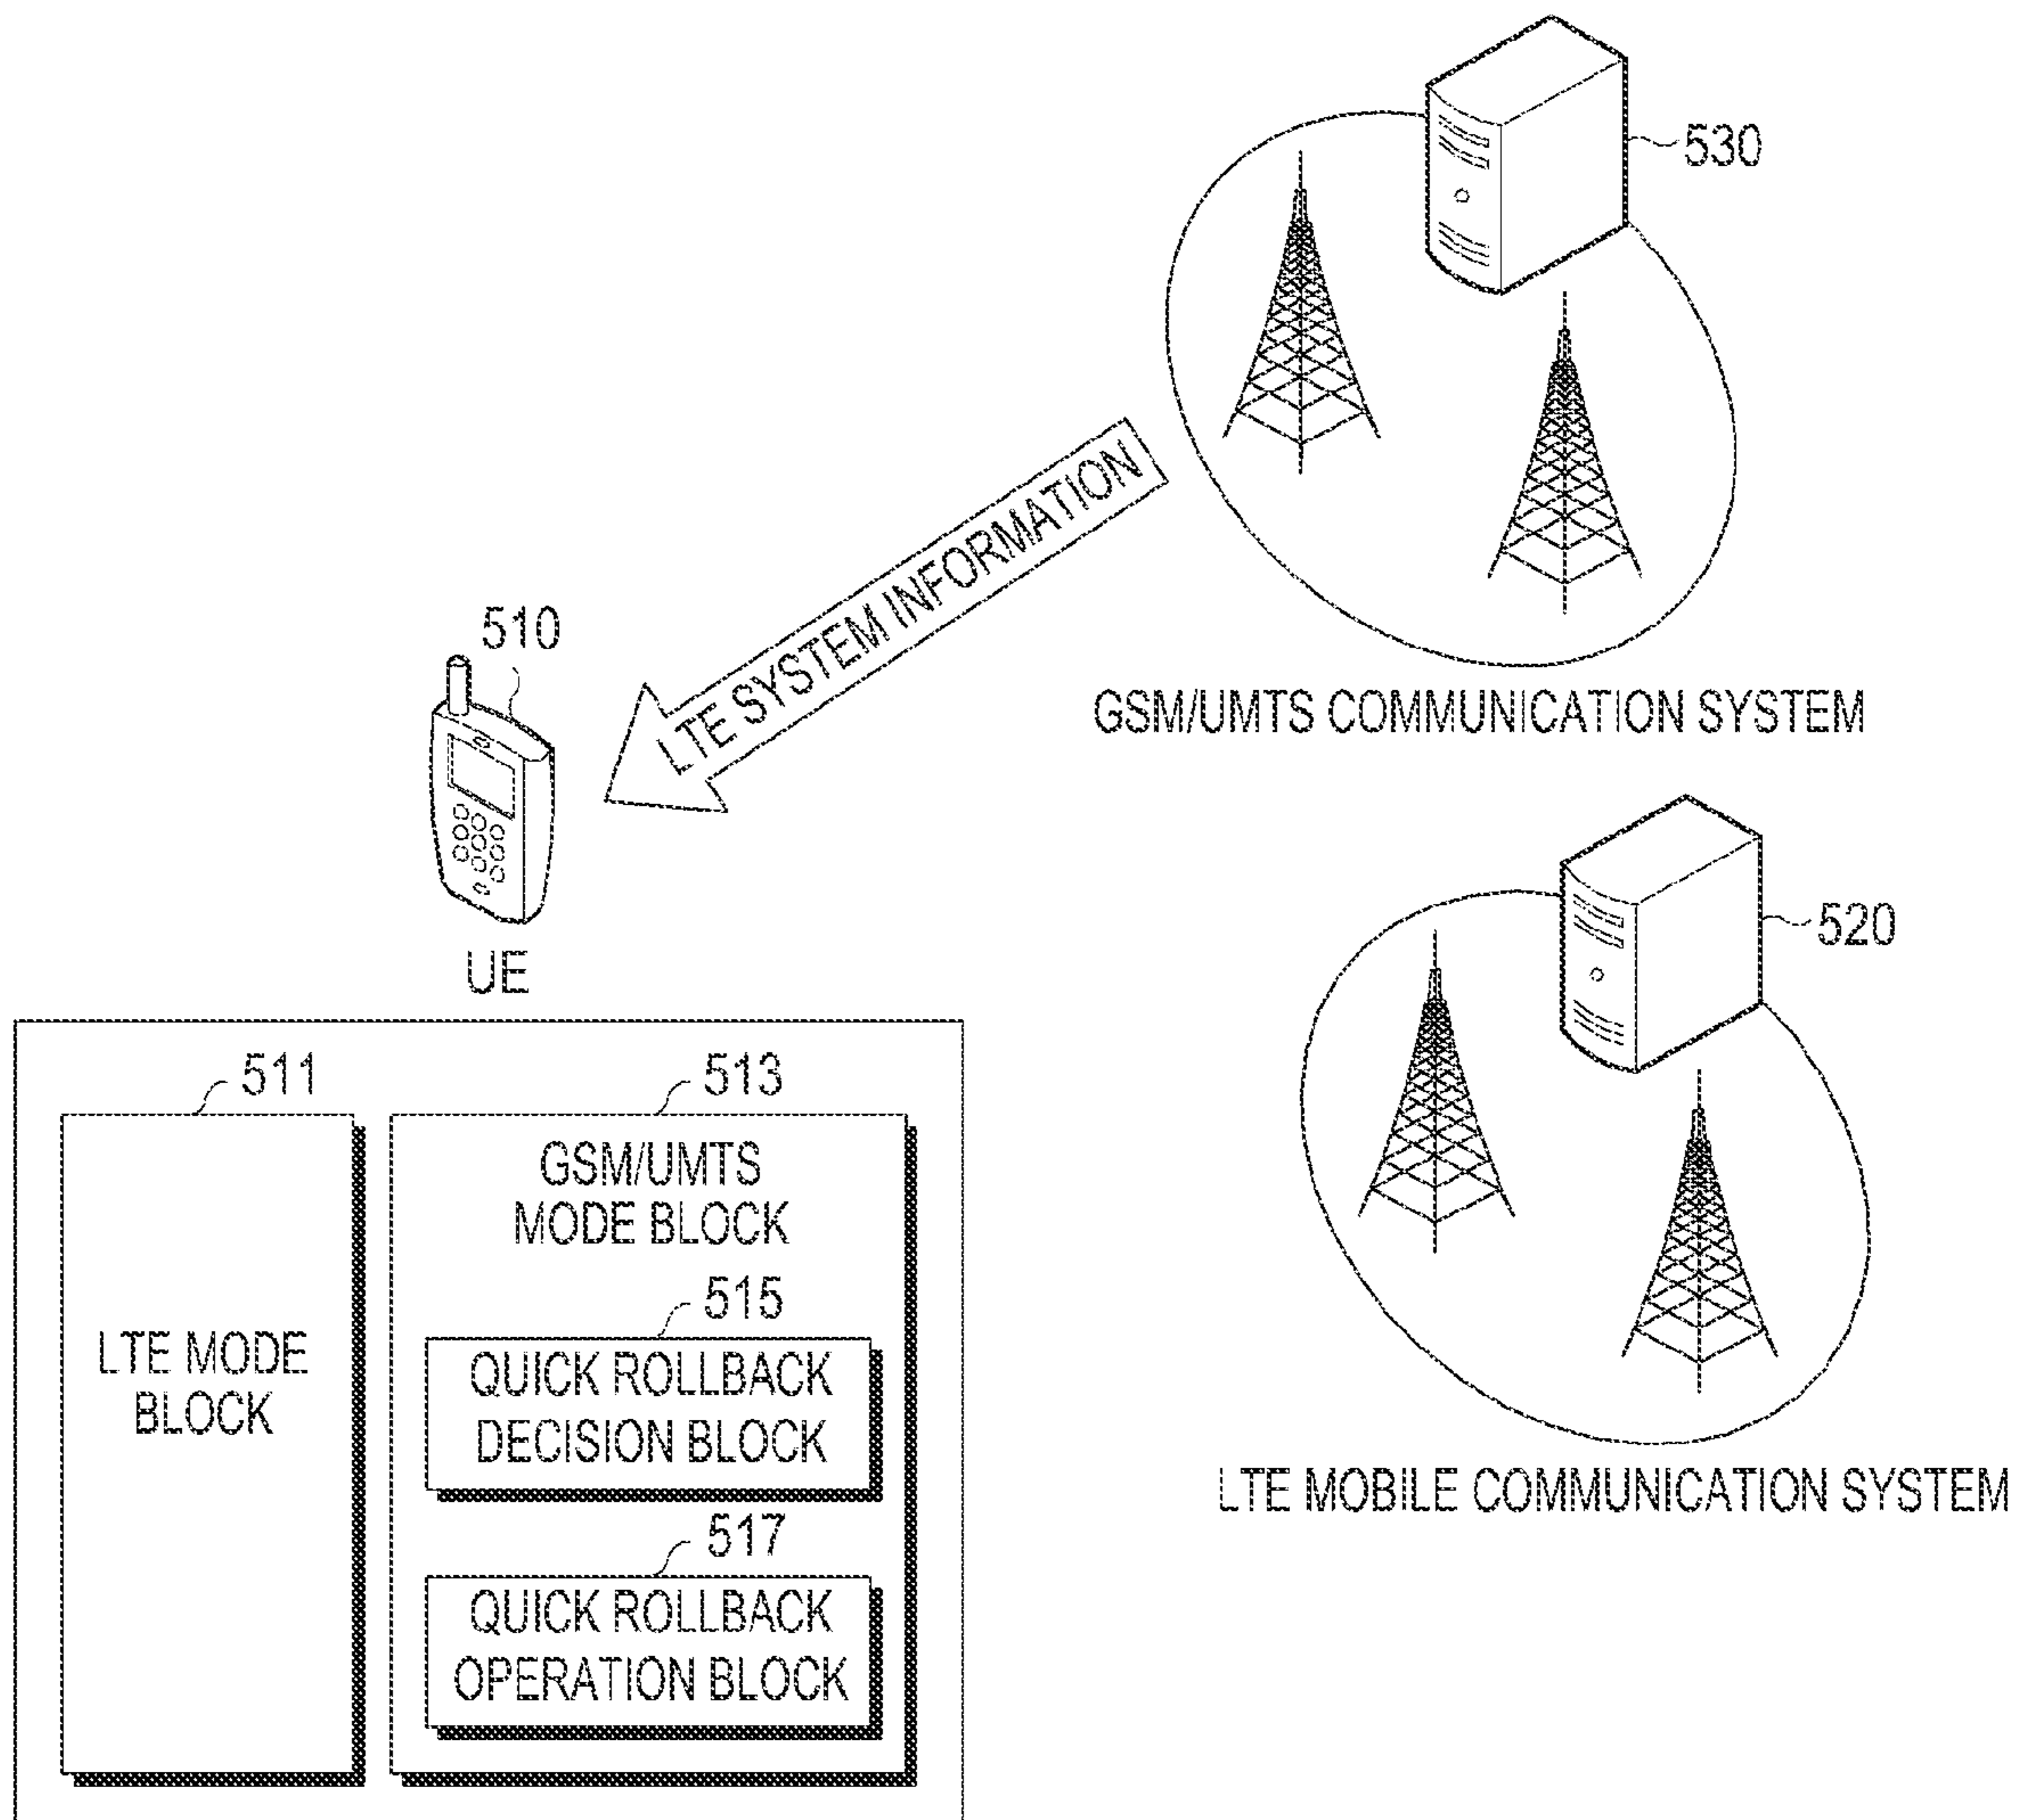 530
LTE SYSTEM INFORMATION
GSM/UMTS COMMUNICATION SYSTEM
510
UE
520
LTE MOBILE COMMUNICATION SYSTEM
511
LTE MODE
BLOCK
513
GSM/UMTS
MODE BLOCK
515
QUICK ROLLBACK
DECISION BLOCK
517
QUICK ROLLBACK
OPERATION BLOCK